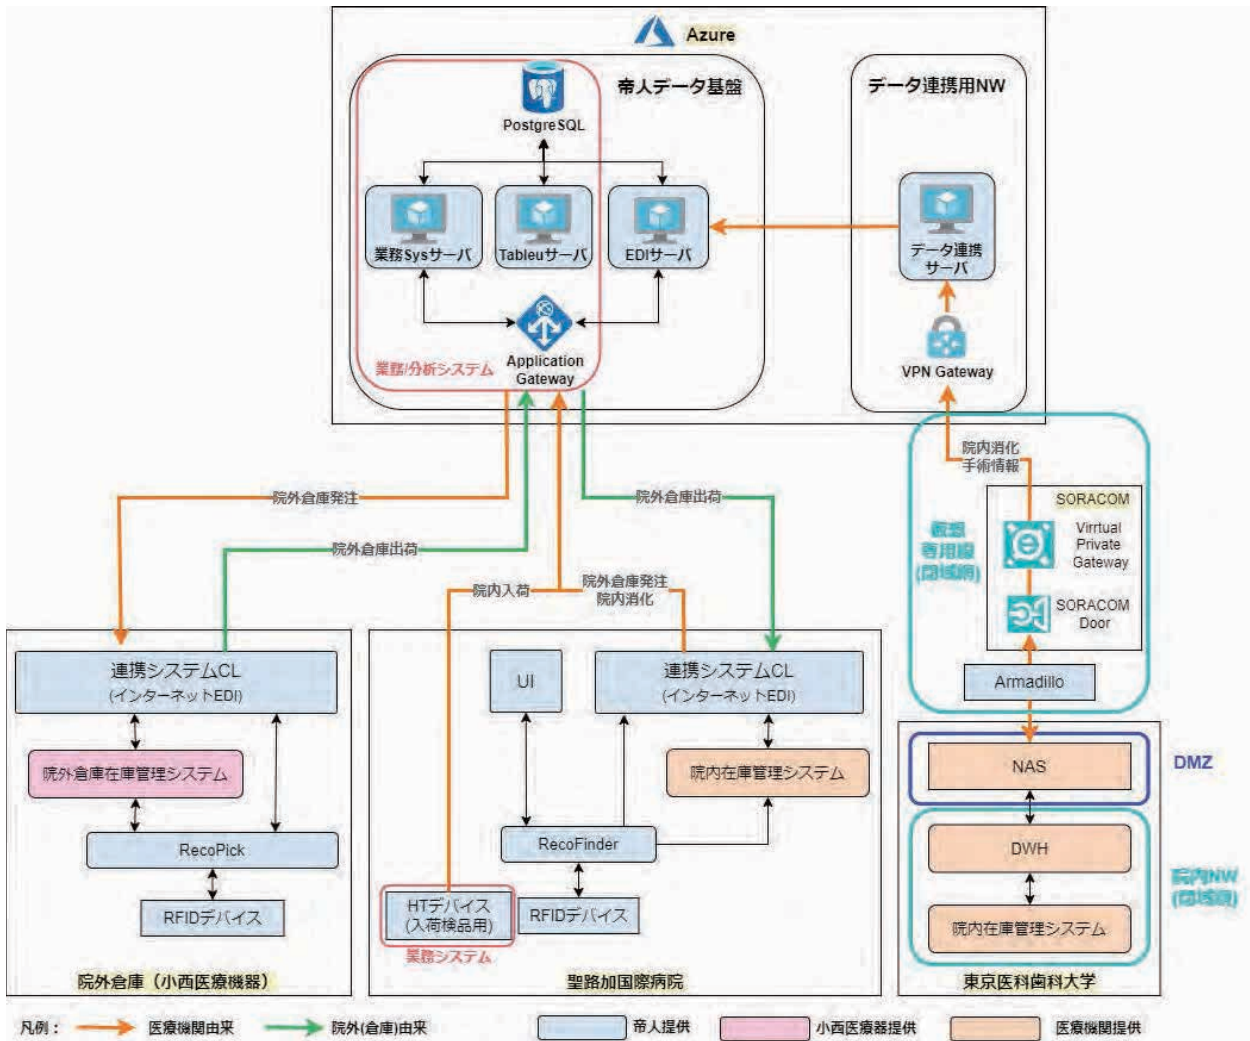 Azure
帝人データ基盤
データ連携用NW
PostgreSQL
業務Sysサーバ
Tableuサーバ
EDIサーバ
データ連携
サーバ
業務/分析システム
Application
Gateway
VPN Gateway
院内消化
手術情報
SORACOM
Virrtual
Private
Gateway
SORACOM
Door
仮想
専用線
(閉域網)
Armadillo
院外倉庫発注
院外倉庫出荷
院外倉庫出荷
院内入荷
院外倉庫発注
院内消化
連携システムCL
(インターネットEDI)
院外倉庫在庫管理システム
RecoPick
RFIDデバイス
院外倉庫（小西医療機器）
UI
連携システムCL
(インターネットEDI)
院内在庫管理システム
RecoFinder
HTデバイス
(入荷検品用)
RFIDデバイス
業務システム
聖路加国際病院
NAS
DMZ
DWH
院内NW
(閉域網)
院内在庫管理システム
東京医科歯科大学
凡例：
医療機関由来
院外(倉庫)由来
帝人提供
小西医療器提供
医療機関提供